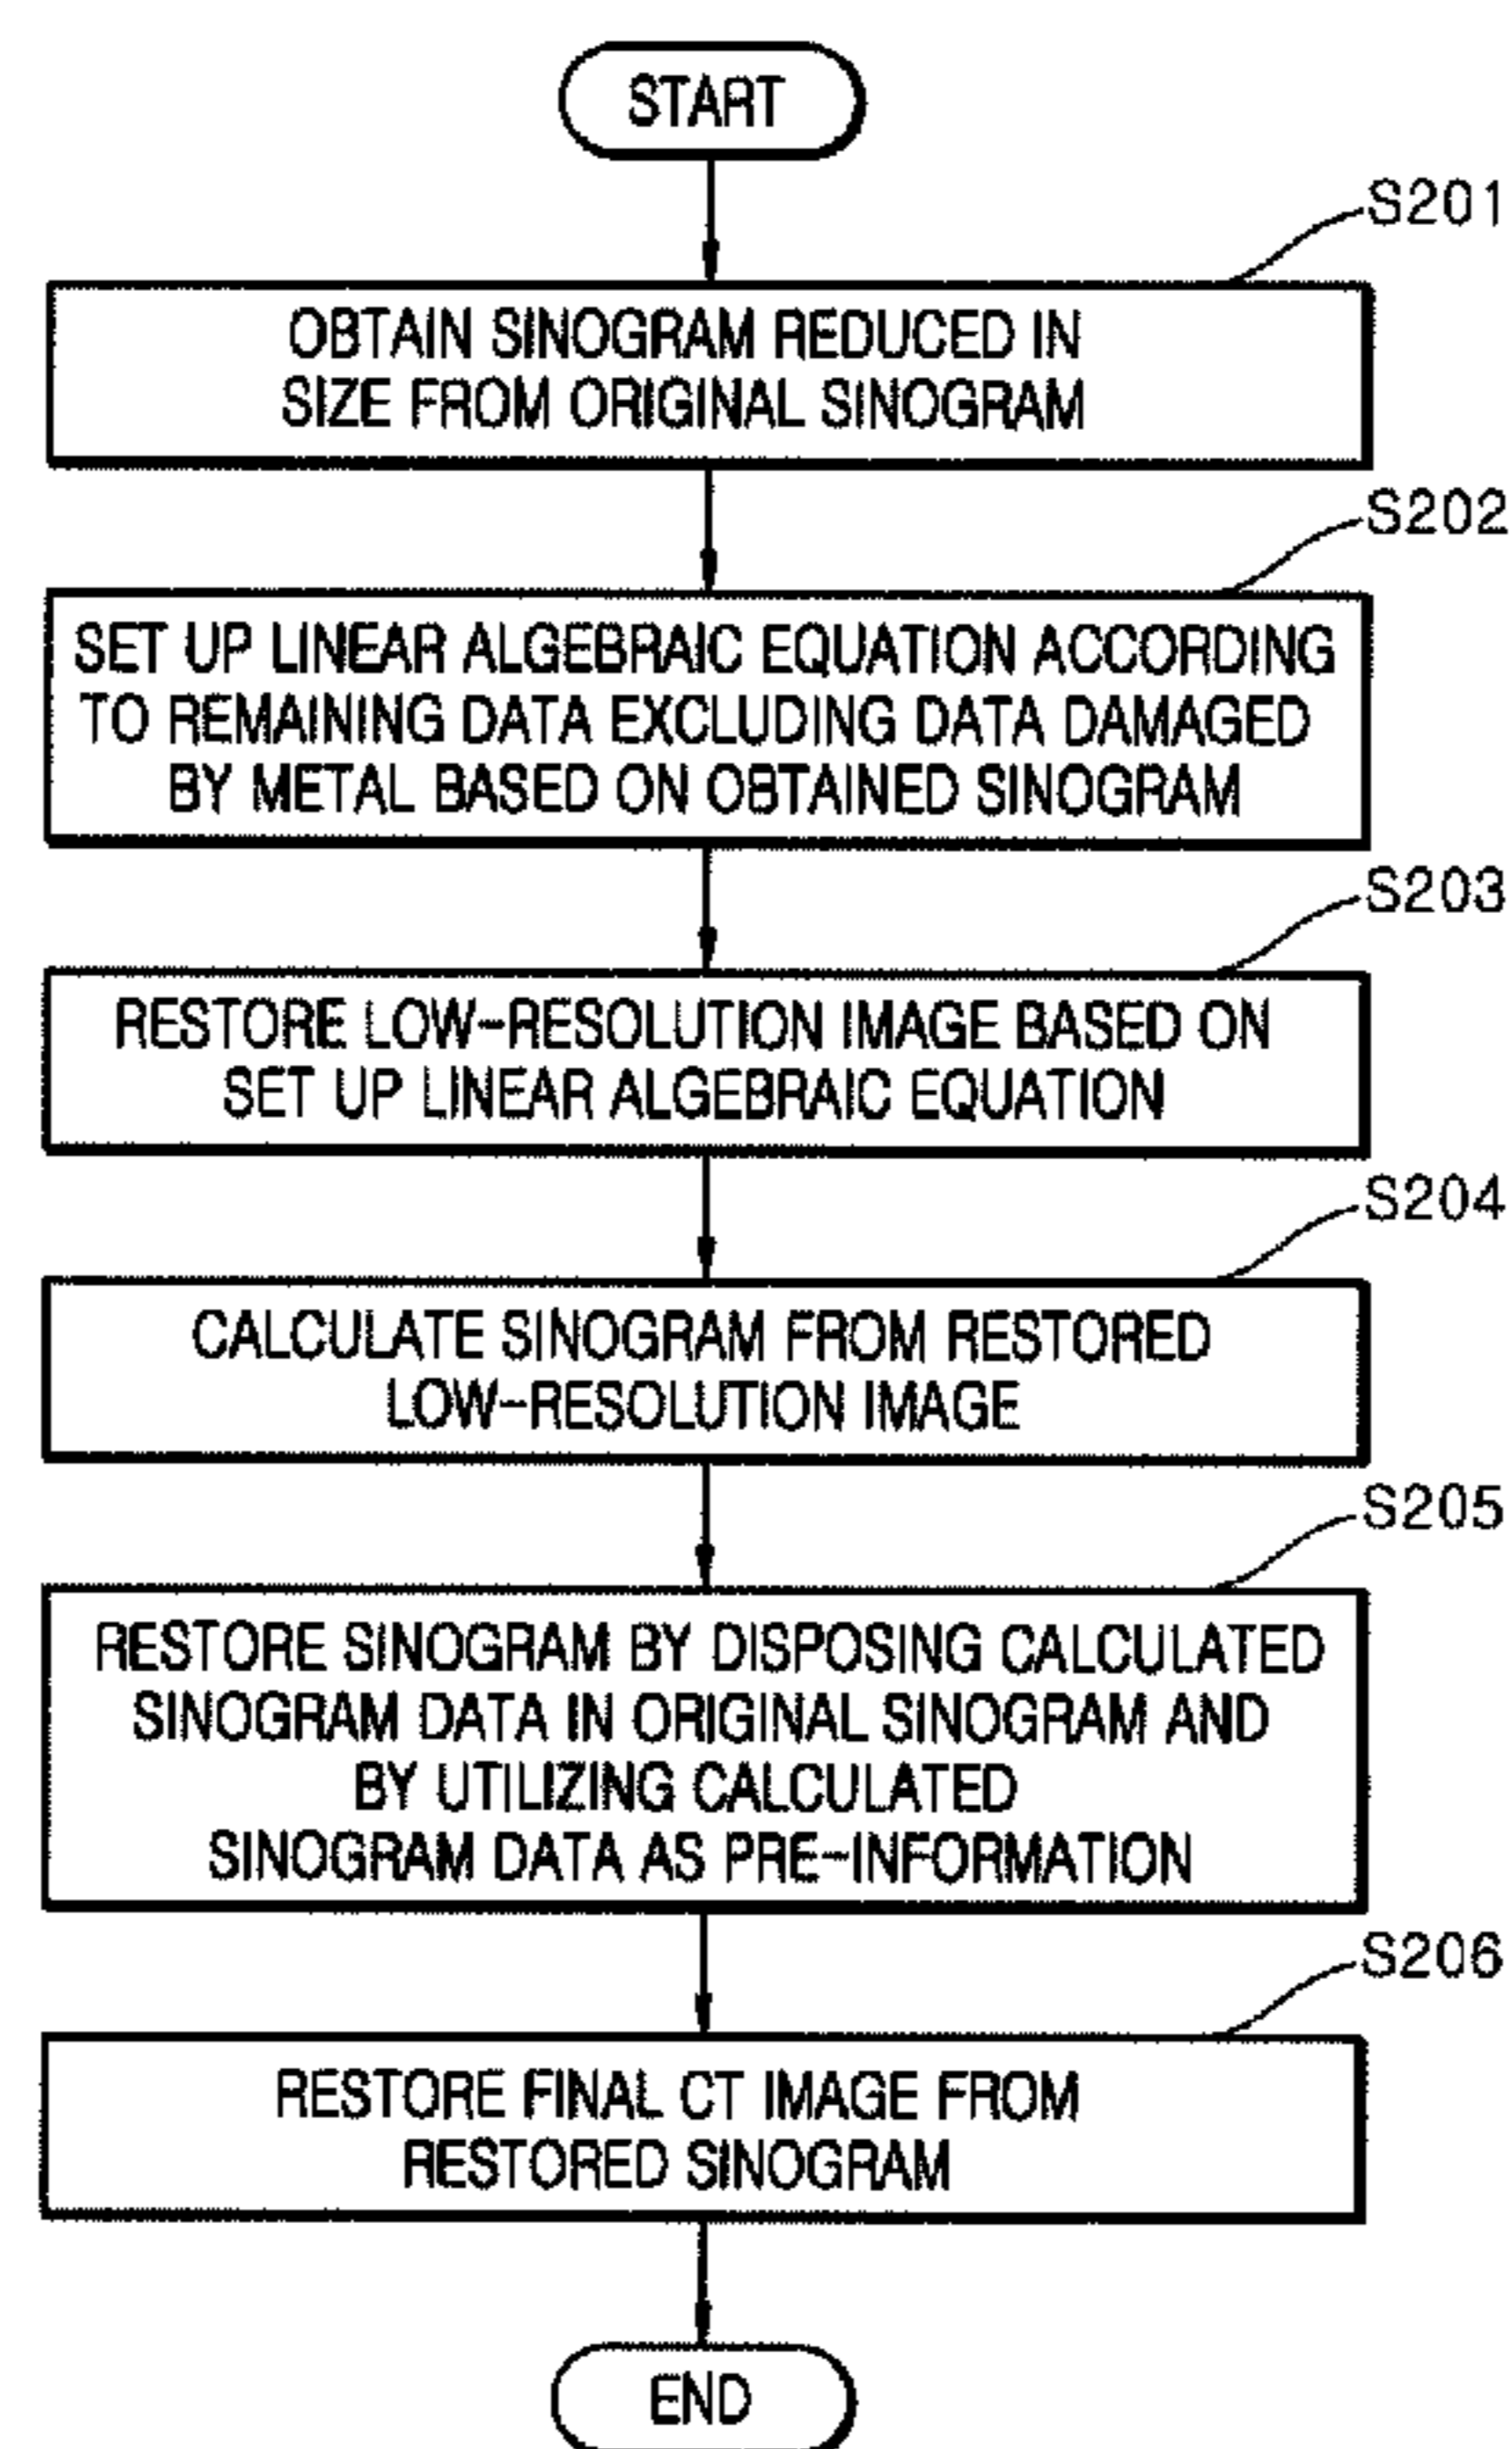 START
S201
OBTAIN SINOGRAM REDUCED IN
SIZE FROM ORIGINAL SINOGRAM
S202
SET UP LINEAR ALGEBRAIC EQUATION ACCORDING
TO REMAINING DATA EXCLUDING DATA DAMAGED
BY METAL BASED ON OBTAINED SINOGRAM
S203
RESTORE LOW-RESOLUTION IMAGE BASED ON
SET UP LINEAR ALGEBRAIC EQUATION
S204
CALCULATE SINOGRAM FROM RESTORED
LOW-RESOLUTION IMAGE
S205
RESTORE SINOGRAM BY DISPOSING CALCULATED
SINOGRAM DATA IN ORIGINAL SINOGRAM AND
BY UTILIZING CALCULATED
SINOGRAM DATA AS PRE-INFORMATION
S206
RESTORE FINAL CT IMAGE FROM
RESTORED SINOGRAM
END